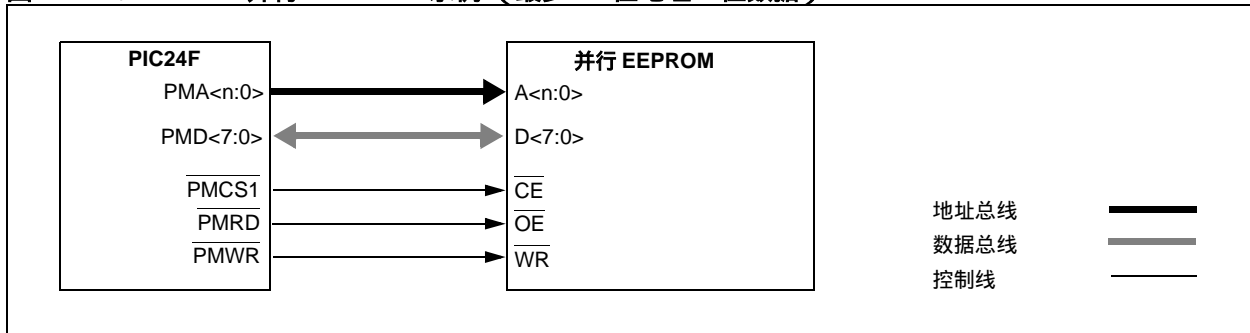 PIC24F
并行 EEPROM
PMA<n:0>
A<n:0>
PMD<7:0>
D<7:0>
PMCS1
CE
PMRD
OE
PMWR
WR
地址总线
数据总线
控制线